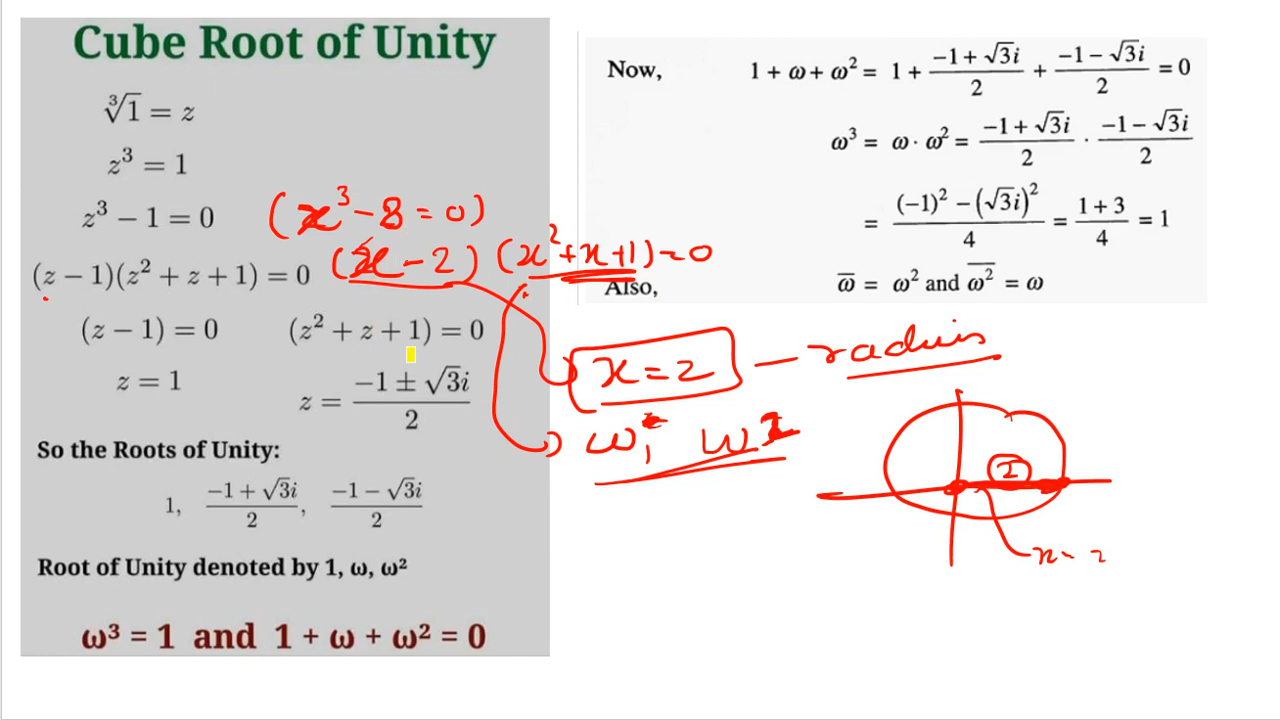 Cube Root of Unity
∛1 = z
z³ = 1
z³ − 1 = 0
(z − 1)(z² + z + 1) = 0
(z − 1) = 0    (z² + z + 1) = 0
z = 1    z = (−1 ± √3i)/2
So the Roots of Unity:
1, (−1 + √3i)/2, (−1 − √3i)/2
Root of Unity denoted by 1, ω, ω²
ω³ = 1 and 1 + ω + ω² = 0
Now, 1 + ω + ω² = 1 + (−1 + √3i)/2 + (−1 − √3i)/2 = 0
ω³ = ω · ω² = (−1 + √3i)/2 · (−1 − √3i)/2
= ((−1)² − (√3i)²)/4 = (1 + 3)/4 = 1
Also, ω̅ = ω² and ω̅²̅ = ω
(x³ − 8 = 0)
(x − 2) (x² + x + 1) = 0
x = 2 — radius
ω, ω²
2
x =